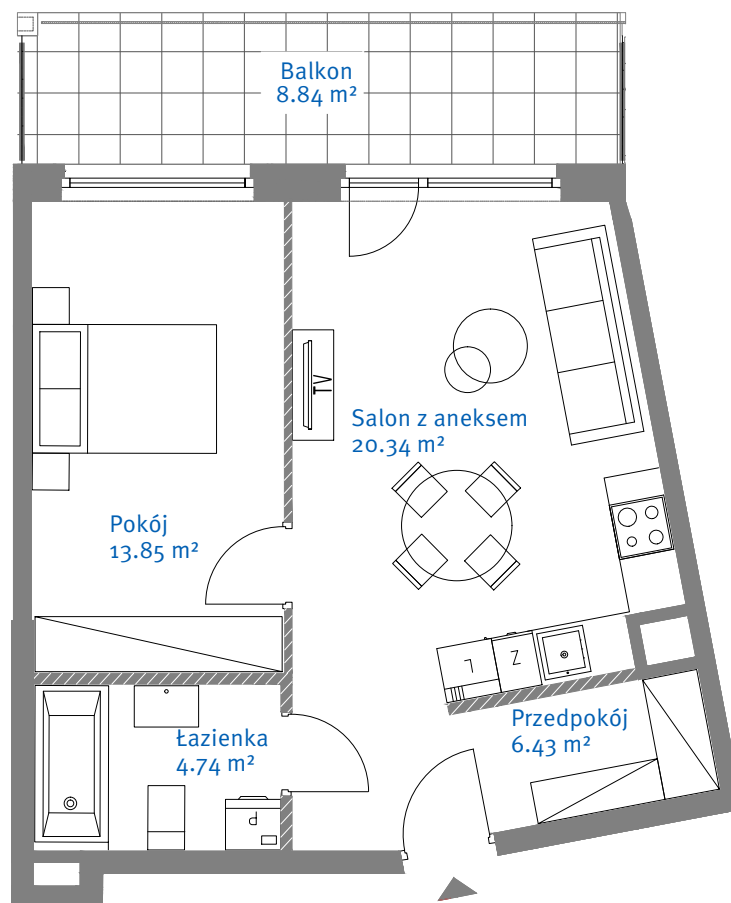 Balkon
8.84 m²
TV
Salon z aneksem
20.34 m²
Pokój
13.85 m²
L
Z
Przedpokój
6.43 m²
Łazienka
4.74 m²
P